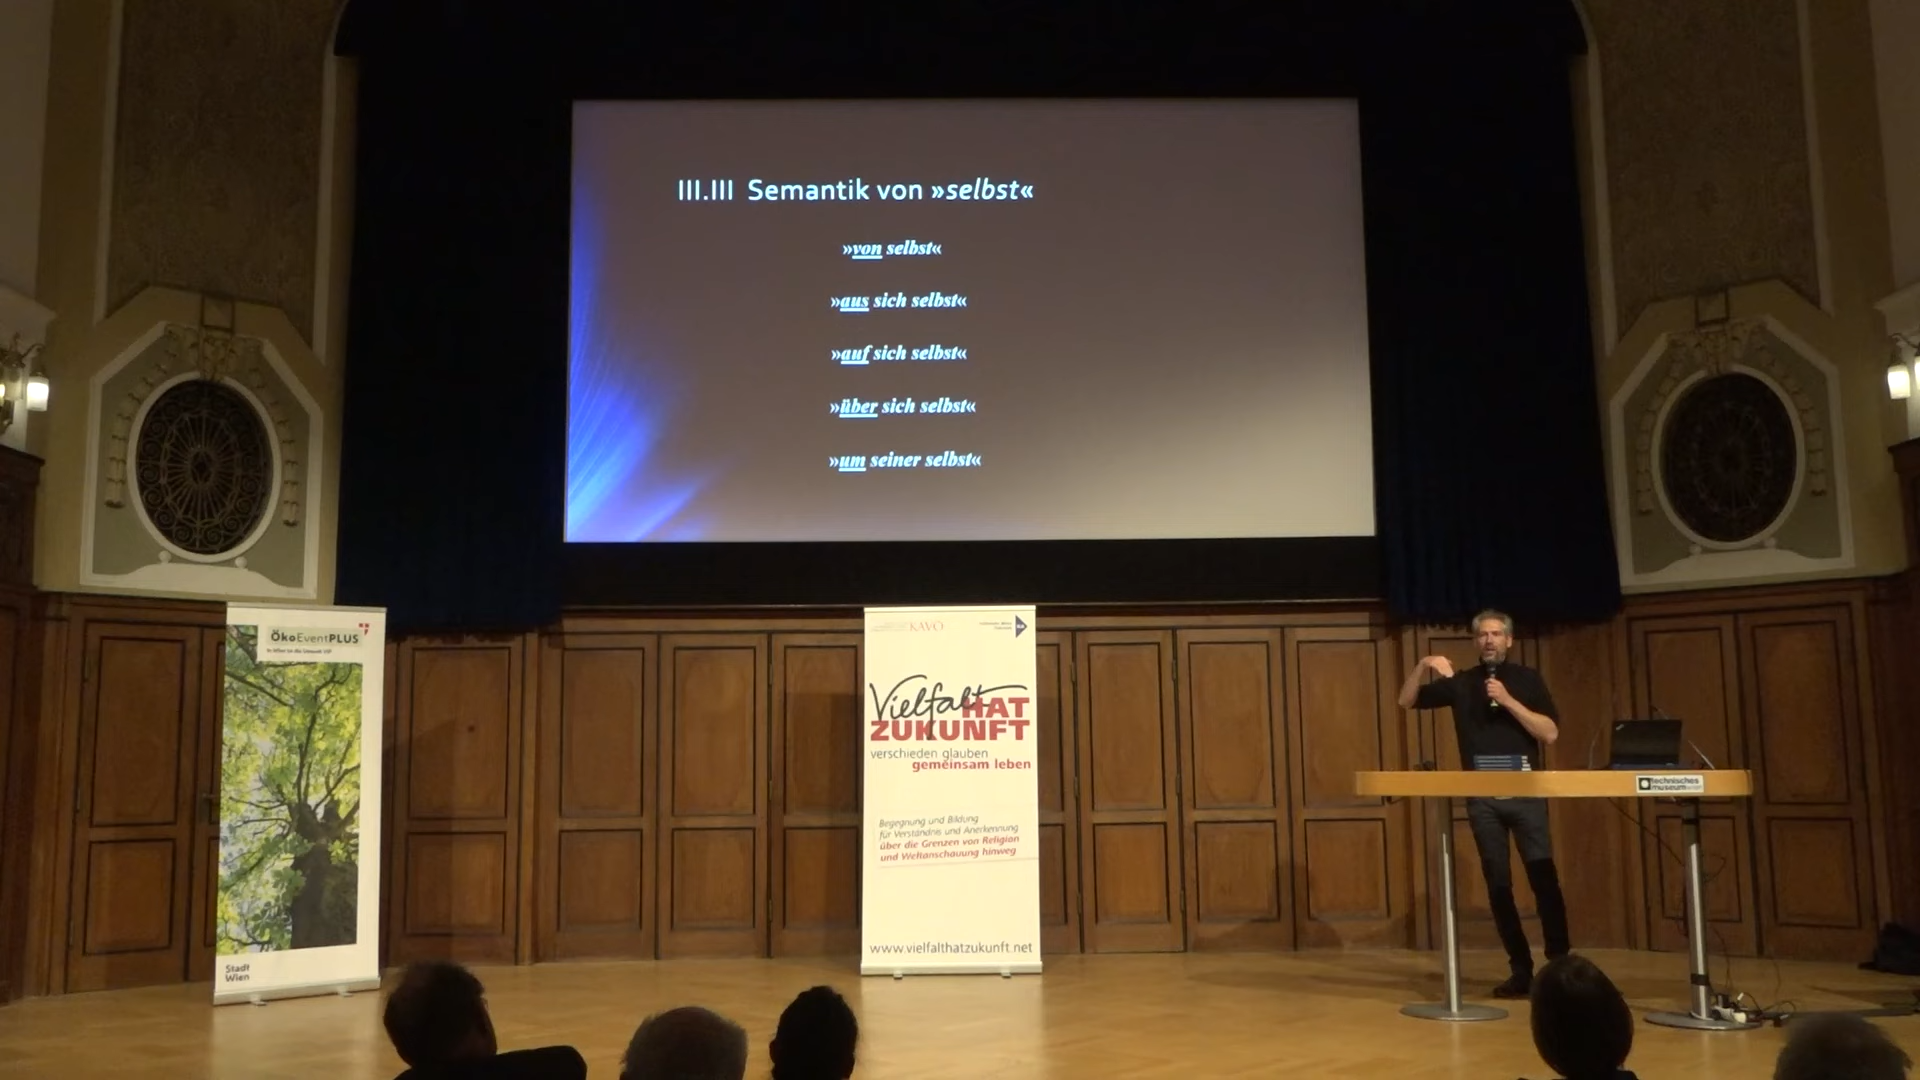 III.III Semantik von »selbst«
»von selbst«
»aus sich selbst«
»auf sich selbst«
»über sich selbst«
»um seiner selbst«
ÖkoEventPLUS
Stadt
Wien
KAVO
Vielfalt HAT
ZUKUNFT
verschieden glauben
gemeinsam leben
Begegnung und Bildung
für Verständnis und Anerkennung
über die Grenzen von Religion
und Weltanschauung hinweg
www.vielfalthatzukunft.net
technisches
museum